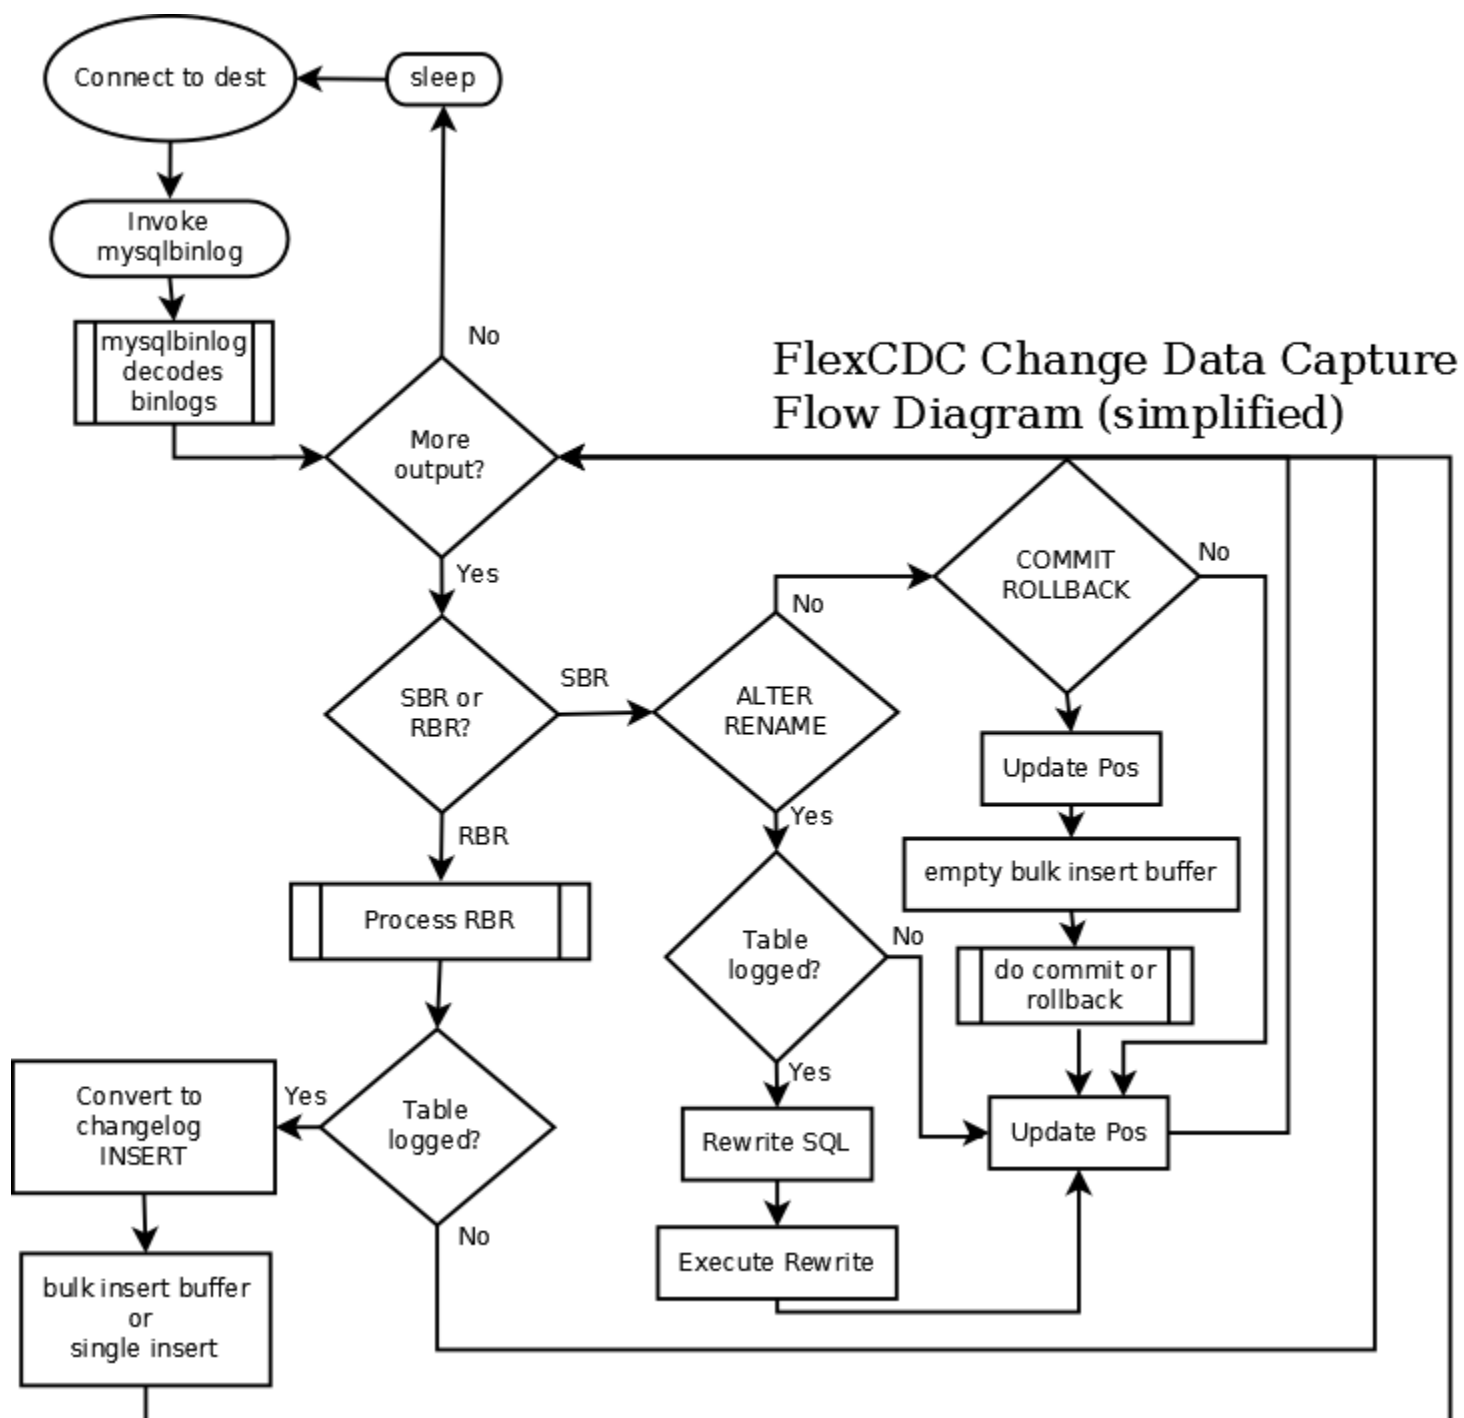 Connect to dest
sleep
Invoke
mysqlbinlog
mysqlbinlog
decodes
binlogs
No
FlexCDC Change Data Capture
Flow Diagram (simplified)
More
output?
Yes
No
COMMIT
ROLLBACK
No
SBR or
RBR?
SBR
ALTER
RENAME
Update Pos
RBR
Yes
empty bulk insert buffer
Process RBR
Table
logged?
No
do commit or
rollback
Yes
Convert to
changelog
INSERT
Yes
Table
logged?
Rewrite SQL
Update Pos
No
Execute Rewrite
bulk insert buffer
or
single insert